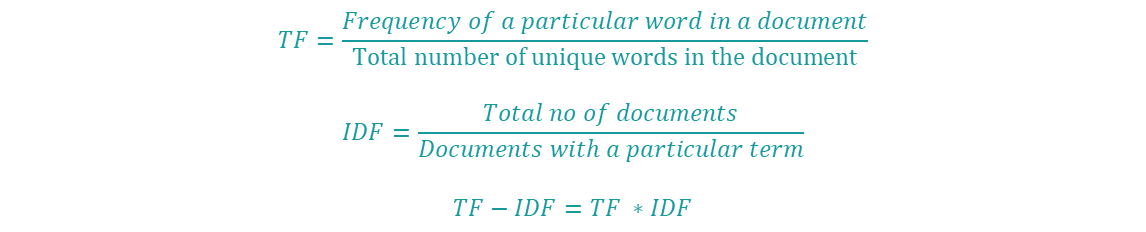 TF = Frequency of a particular word in a document / Total number of unique words in the document
IDF = Total no of documents / Documents with a particular term
TF − IDF = TF ∗ IDF